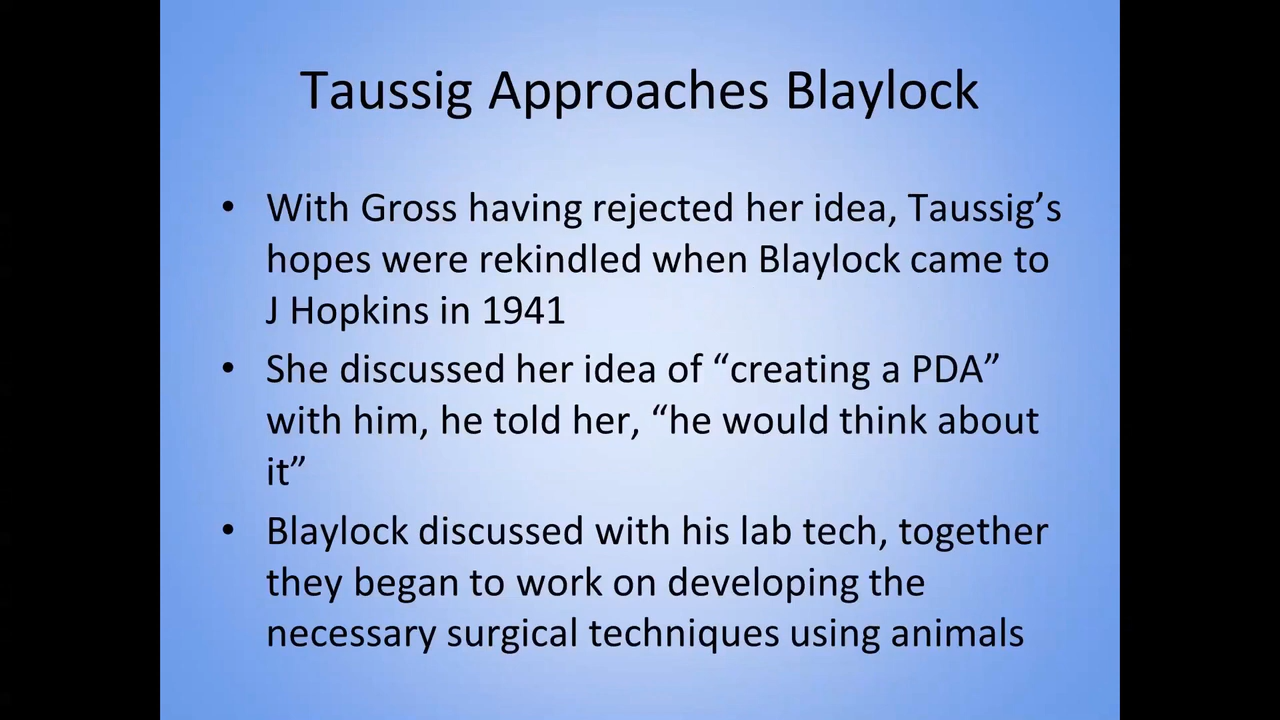 Taussig Approaches Blaylock
• With Gross having rejected her idea, Taussig’s
hopes were rekindled when Blaylock came to
J Hopkins in 1941
• She discussed her idea of “creating a PDA”
with him, he told her, “he would think about
it”
• Blaylock discussed with his lab tech, together
they began to work on developing the
necessary surgical techniques using animals